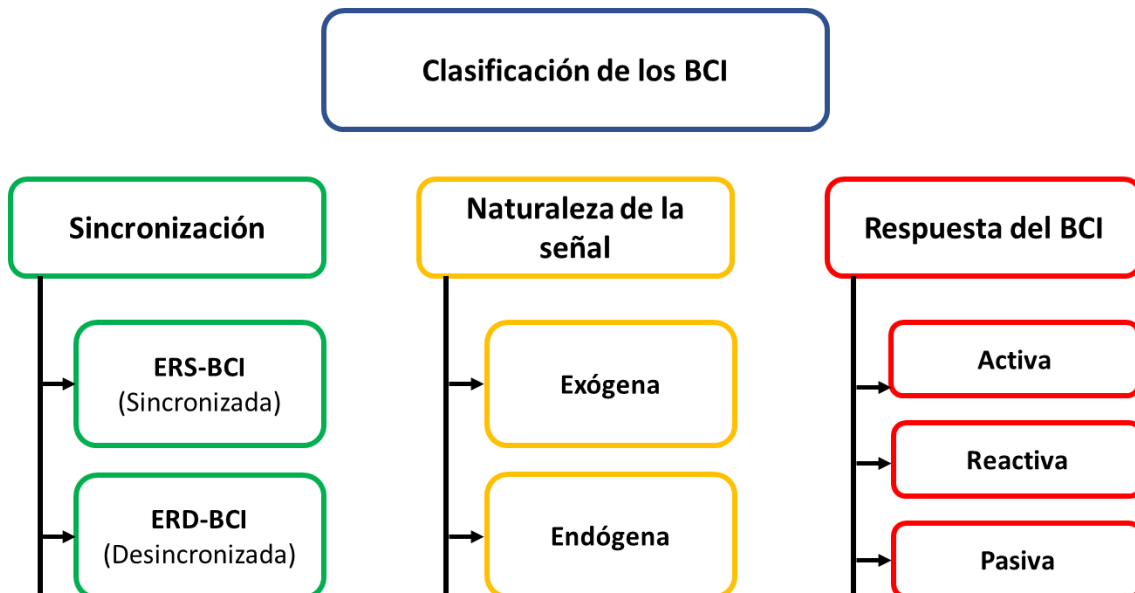 Clasificación de los BCI
Sincronización
ERS-BCI
(Sincronizada)
ERD-BCI
(Desincronizada)
Naturaleza de la
señal
Exógena
Endógena
Respuesta del BCI
Activa
Reactiva
Pasiva